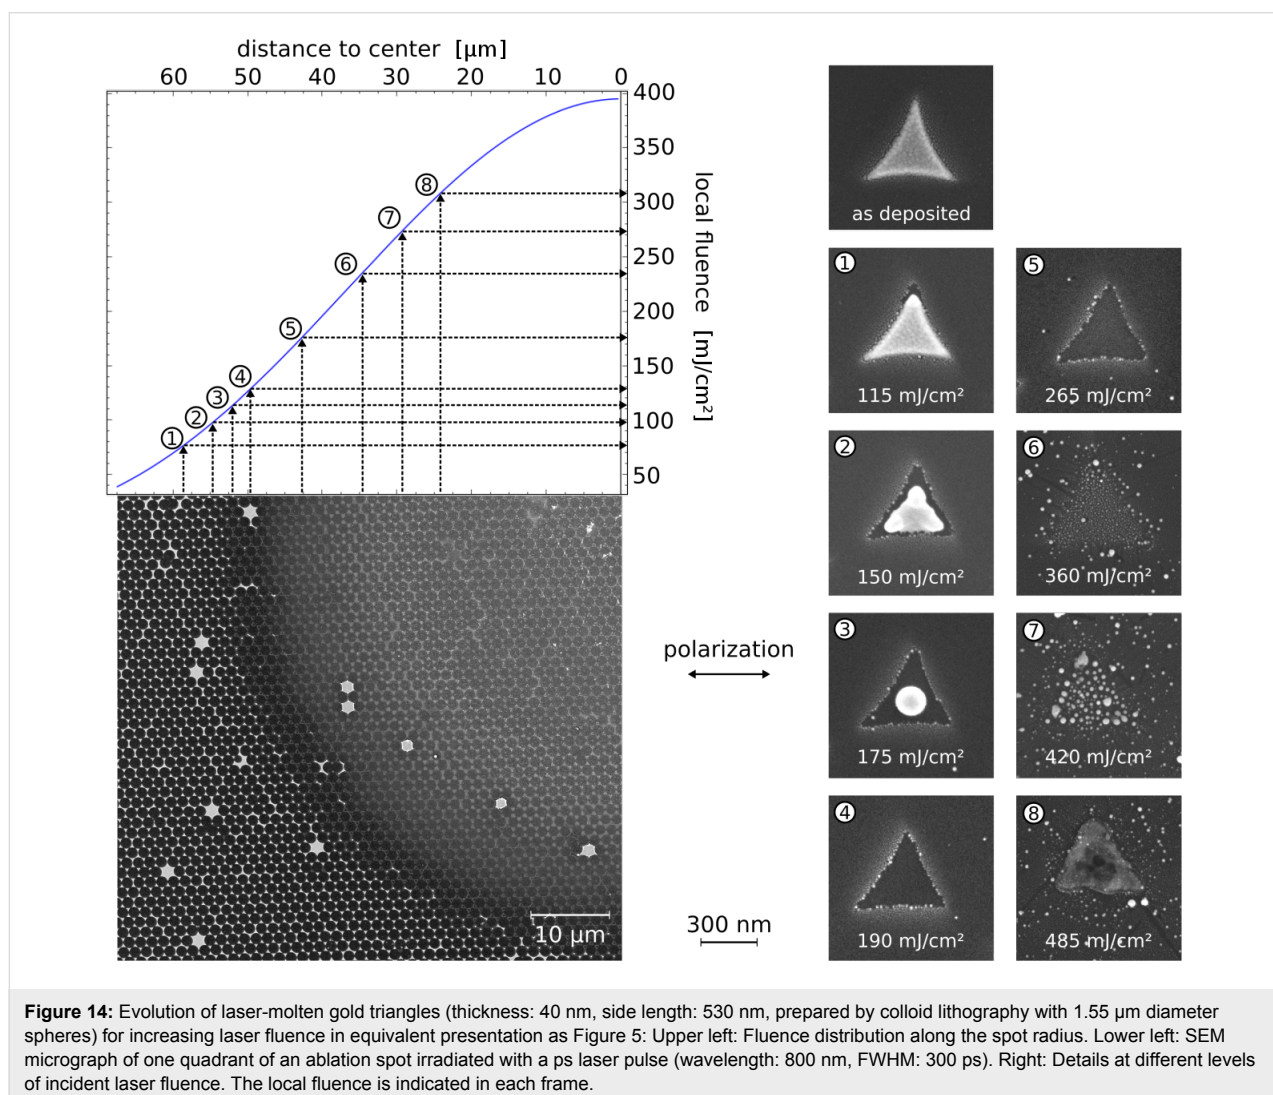 distance to center [µm]
60 50 40 30 20 10 0
400
350
300
250
200
150
100
50
local fluence [mJ/cm²]
① ② ③ ④ ⑤ ⑥ ⑦ ⑧
10 µm
polarization
300 nm
as deposited
①
115 mJ/cm²
②
150 mJ/cm²
③
175 mJ/cm²
④
190 mJ/cm²
⑤
265 mJ/cm²
⑥
360 mJ/cm²
⑦
420 mJ/cm²
⑧
485 mJ/cm²
Figure 14: Evolution of laser-molten gold triangles (thickness: 40 nm, side length: 530 nm, prepared by colloid lithography with 1.55 µm diameter
spheres) for increasing laser fluence in equivalent presentation as Figure 5: Upper left: Fluence distribution along the spot radius. Lower left: SEM
micrograph of one quadrant of an ablation spot irradiated with a ps laser pulse (wavelength: 800 nm, FWHM: 300 ps). Right: Details at different levels
of incident laser fluence. The local fluence is indicated in each frame.